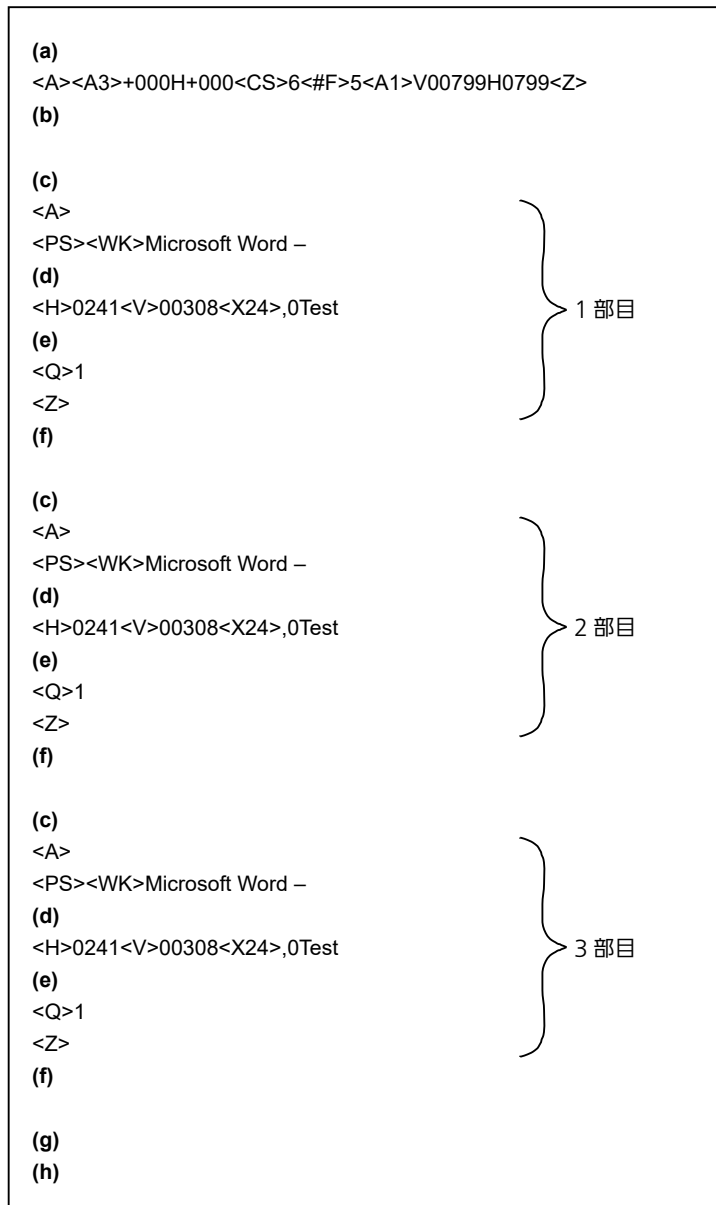 (a)
<A><A3>+000H+000<CS>6<#F>5<A1>V00799H0799<Z>
(b)
(c)
<A>
<PS><WK>Microsoft Word –
(d)
<H>0241<V>00308<X24>,0Test
(e)
<Q>1
<Z>
(f)
1 部目
(c)
<A>
<PS><WK>Microsoft Word –
(d)
<H>0241<V>00308<X24>,0Test
(e)
<Q>1
<Z>
(f)
2 部目
(c)
<A>
<PS><WK>Microsoft Word –
(d)
<H>0241<V>00308<X24>,0Test
(e)
<Q>1
<Z>
(f)
3 部目
(g)
(h)